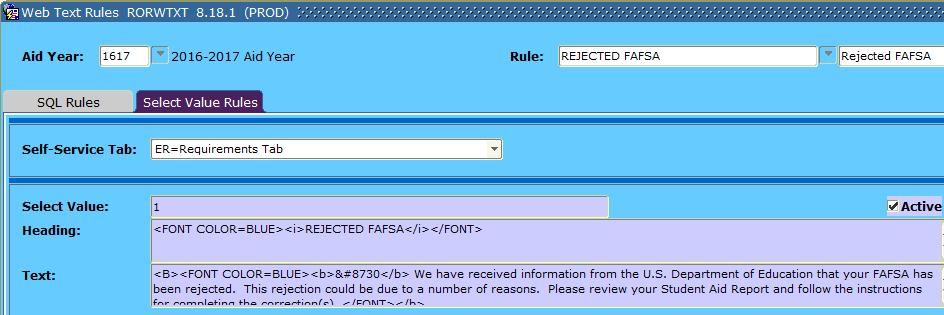 Web Text Rules RORWTXT 8.18.1 (PROD)
Aid Year: 1617 2016-2017 Aid Year Rule: REJECTED FAFSA Rejected FAFSA
SQL Rules Select Value Rules
Self-Service Tab: ER=Requirements Tab
Select Value: 1 Active
Heading: <FONT COLOR=BLUE><i>REJECTED FAFSA</i></FONT>
Text: <B><FONT COLOR=BLUE><b>&#8730</b> We have received information from the U.S. Department of Education that your FAFSA has
been rejected.  This rejection could be due to a number of reasons.  Please review your Student Aid Report and follow the instructions
for completing the correction(s). </FONT></b>